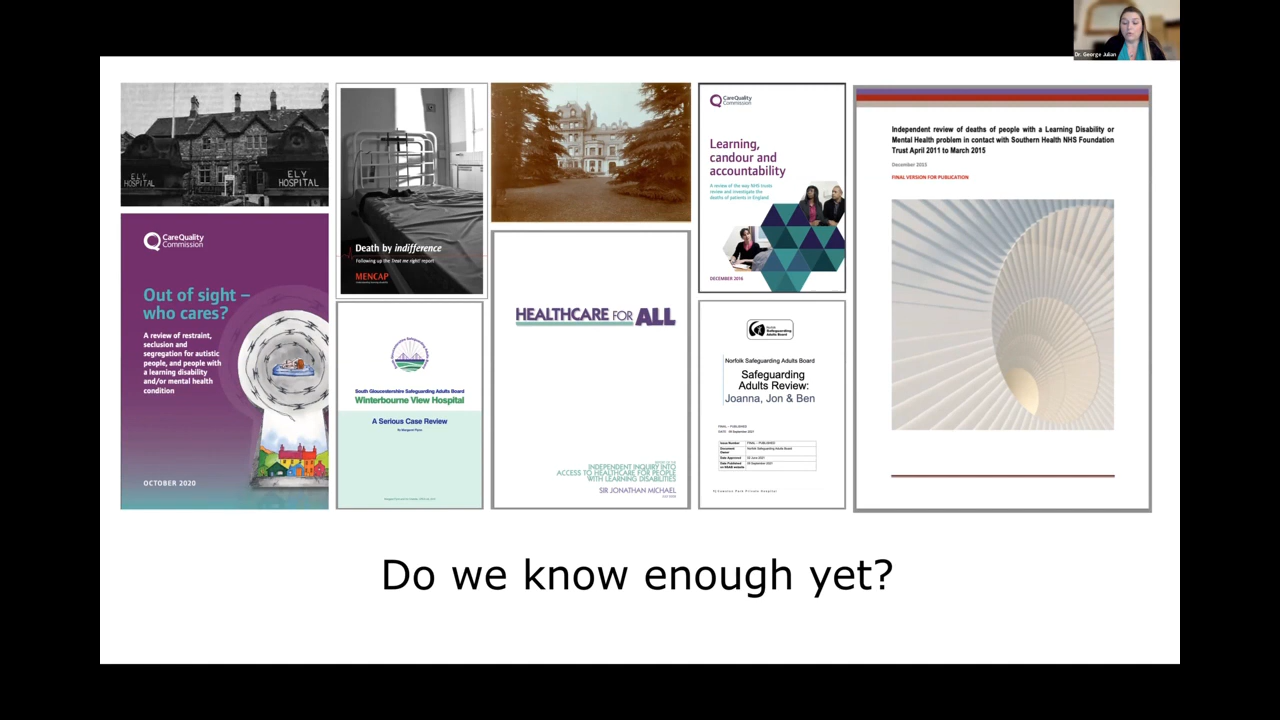 Dr. George Julian
ELY
HOSPITAL
ELY
HOSPITAL
CareQuality
Commission
Out of sight –
who cares?
A review of restraint,
seclusion and
segregation for autistic
people, and people with
a learning disability
and/or mental health
condition
OCTOBER 2020
Death by indifference
Following up the Treat me right! report
MENCAP
South Gloucestershire Safeguarding Adults Board
Winterbourne View Hospital
A Serious Case Review
HEALTHCARE FOR ALL
INDEPENDENT INQUIRY INTO
ACCESS TO HEALTHCARE FOR PEOPLE
WITH LEARNING DISABILITIES
SIR JONATHAN MICHAEL
CareQuality
Commission
Learning,
candour and
accountability
A review of the way NHS trusts
review and investigate the
deaths of patients in England
DECEMBER 2016
Norfolk
Safeguarding
Adults Board
Norfolk Safeguarding Adults Board
Safeguarding
Adults Review:
Joanna, Jon & Ben
Independent review of deaths of people with a Learning Disability or
Mental Health problem in contact with Southern Health NHS Foundation
Trust April 2011 to March 2015
December 2015
FINAL VERSION FOR PUBLICATION
Do we know enough yet?